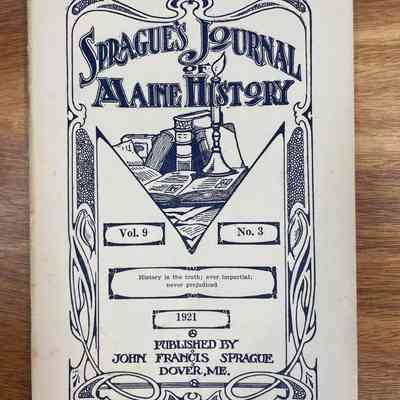 SPRAGUE'S JOURNAL
OF
MAINE HISTORY
Vol. 9
No. 3
History is the truth; ever impartial;
never prejudiced
1921
PUBLISHED BY
JOHN FRANCIS SPRAGUE
DOVER, ME.